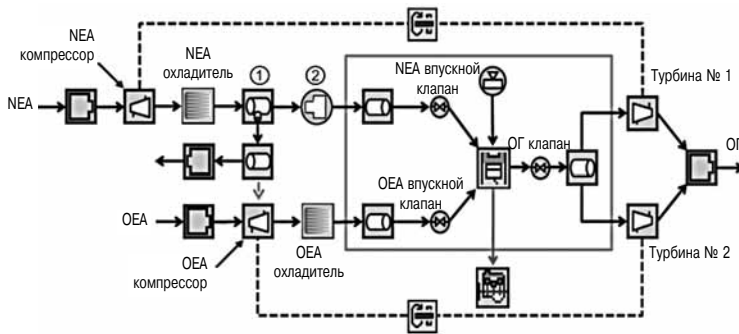 NEA
компрессор
NEA
охладитель
1
2
NEA впускной
клапан
Турбина № 1
NEA
ОГ клапан
ОГ
OEA впускной
клапан
OEA
OEA
компрессор
OEA
охладитель
Турбина № 2